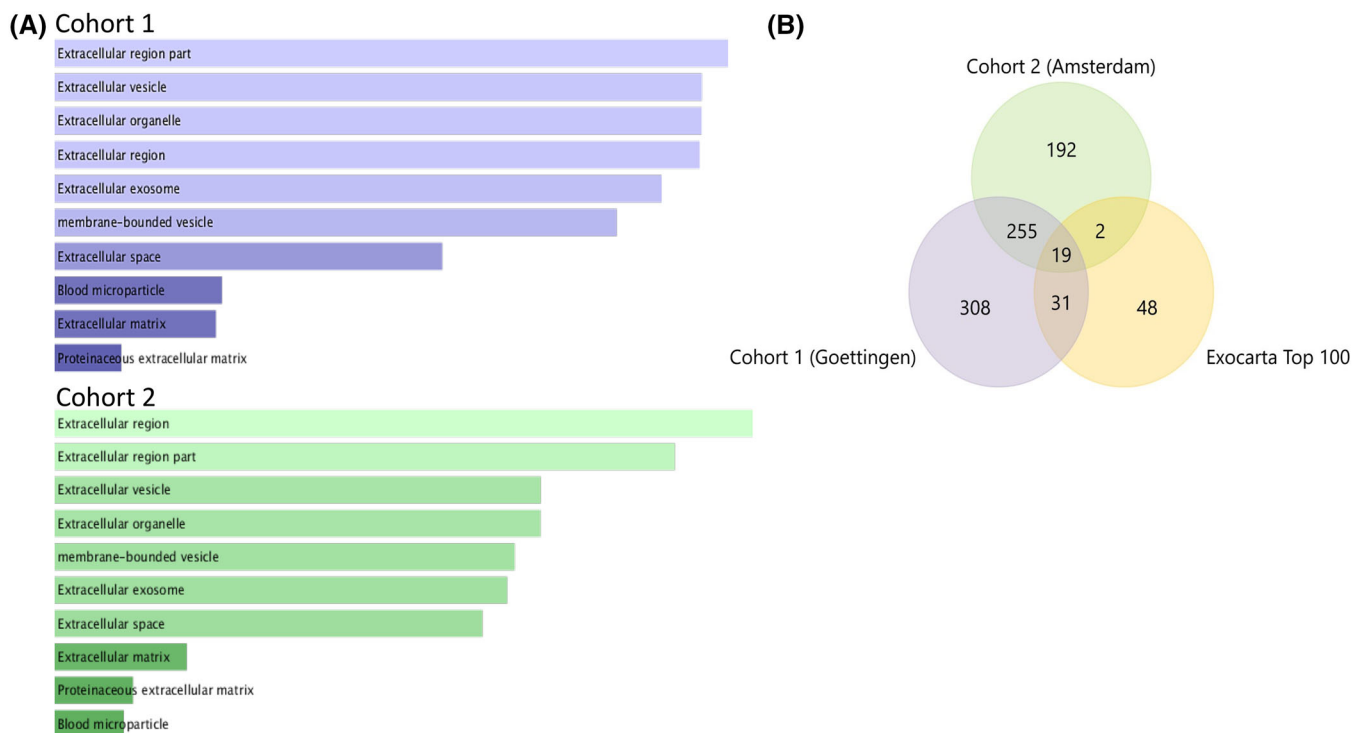 (A)
Cohort 1
Extracellular region part
Extracellular vesicle
Extracellular organelle
Extracellular region
Extracellular exosome
membrane-bounded vesicle
Extracellular space
Blood microparticle
Extracellular matrix
Proteinaceous extracellular matrix
Cohort 2
Extracellular region
Extracellular region part
Extracellular vesicle
Extracellular organelle
membrane-bounded vesicle
Extracellular exosome
Extracellular space
Extracellular matrix
Proteinaceous extracellular matrix
Blood microparticle
(B)
Cohort 2 (Amsterdam)
192
255
2
19
308
31
48
Cohort 1 (Goettingen)
Exocarta Top 100